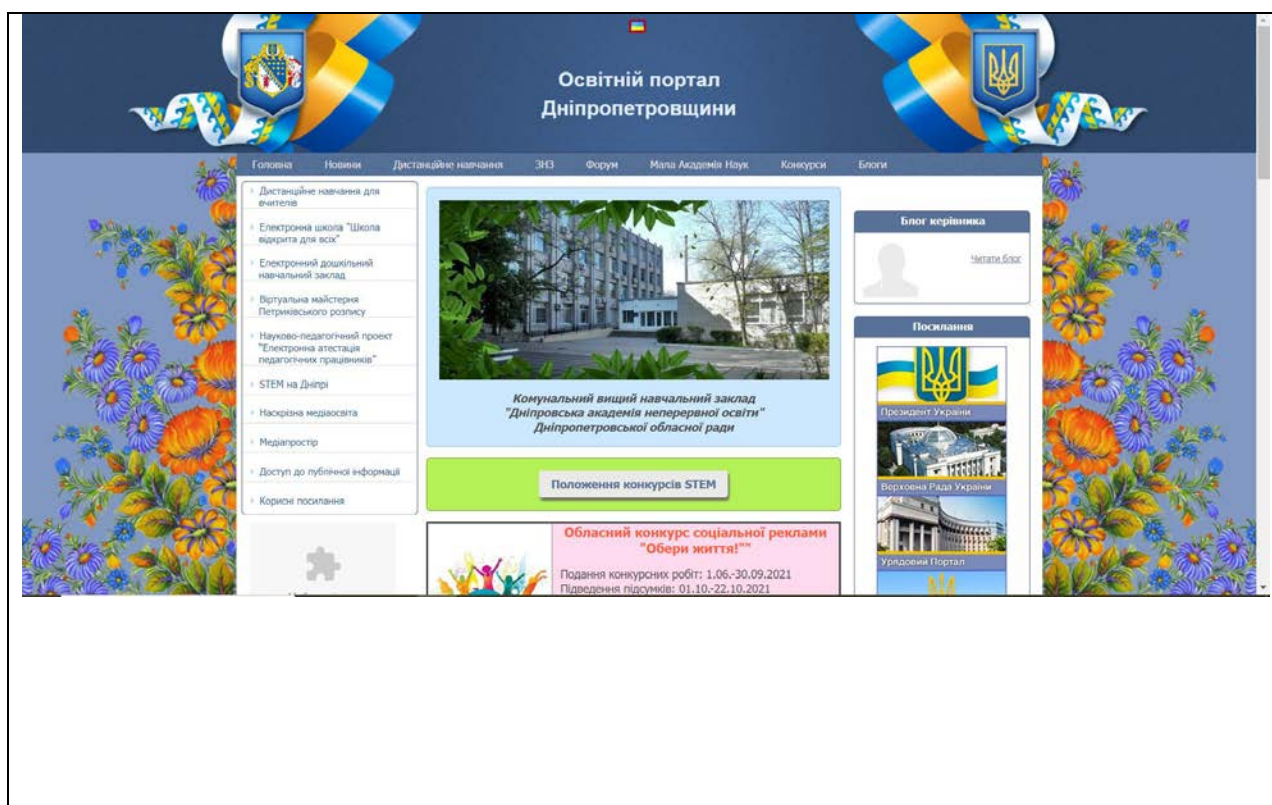 Освітній портал
Дніпропетровщини
Головна Новини Дистанційне навчання ЗНЗ Форум Мала Академія Наук Конкурси Блоги
Дистанційне навчання для
вчителів
Електронна школа "Школа
відкрита для всіх"
Електронний дошкільний
навчальний заклад
Віртуальна майстерня
Петриківського розпису
Науково-педагогічний проект
"Електронна атестація
педагогічних працівників"
STEM на Дніпрі
Наскрізна медіаосвіта
Медіапростір
Доступ до публічної інформації
Корисні посилання
Комунальний вищий навчальний заклад
"Дніпровська академія неперервної освіти"
Дніпропетровської обласної ради
Положення конкурсів STEM
Обласний конкурс соціальної реклами
"Обери життя!""
Подання конкурсних робіт: 1.06.-30.09.2021
Підведення підсумків: 01.10.-22.10.2021
Блог керівника
Читати блог
Посилання
Президент України
Верховна Рада України
Урядовий Портал